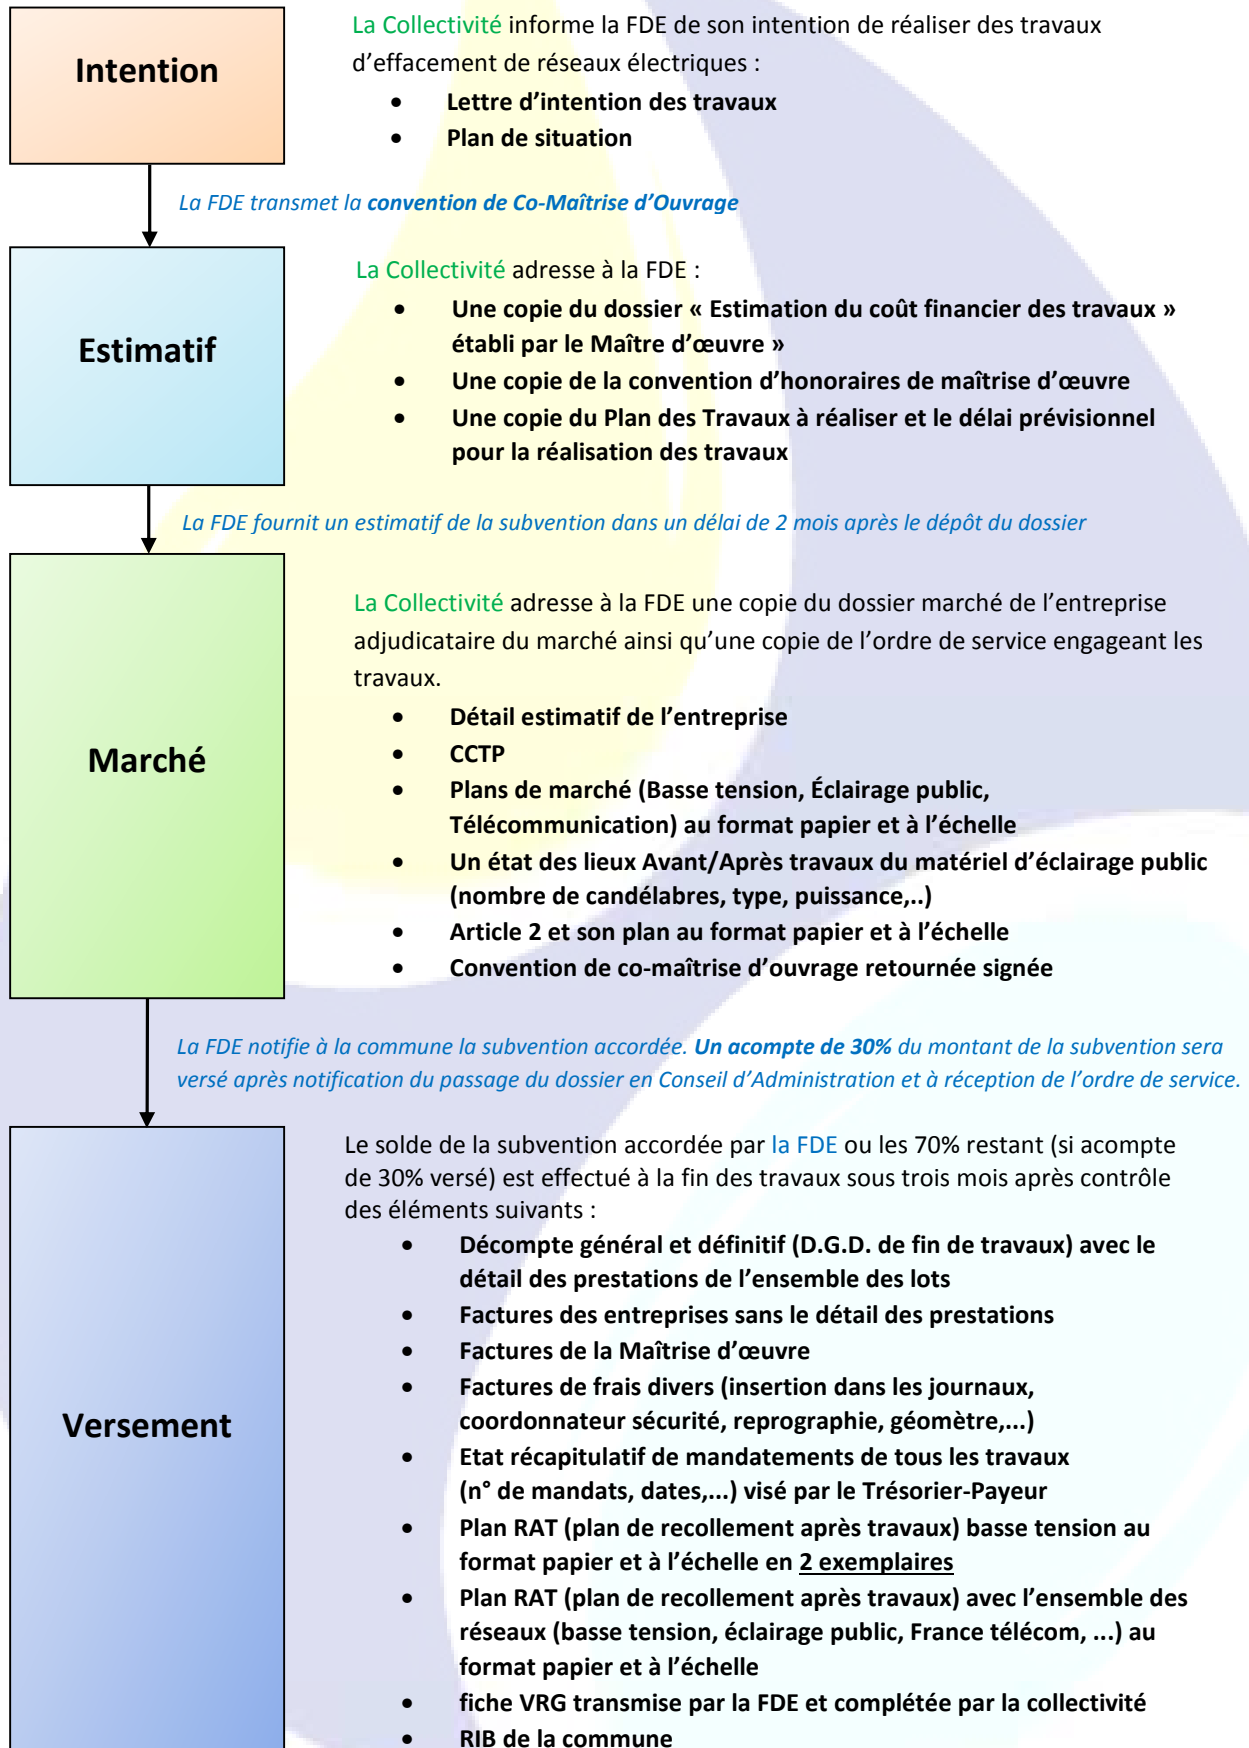 Intention
La Collectivité informe la FDE de son intention de réaliser des travaux
d’effacement de réseaux électriques :
• Lettre d’intention des travaux
• Plan de situation
La FDE transmet la convention de Co-Maîtrise d’Ouvrage
Estimatif
La Collectivité adresse à la FDE :
• Une copie du dossier « Estimation du coût financier des travaux »
établi par le Maître d’œuvre »
• Une copie de la convention d’honoraires de maîtrise d’œuvre
• Une copie du Plan des Travaux à réaliser et le délai prévisionnel
pour la réalisation des travaux
La FDE fournit un estimatif de la subvention dans un délai de 2 mois après le dépôt du dossier
Marché
La Collectivité adresse à la FDE une copie du dossier marché de l’entreprise
adjudicataire du marché ainsi qu’une copie de l’ordre de service engageant les
travaux.
• Détail estimatif de l’entreprise
• CCTP
• Plans de marché (Basse tension, Éclairage public,
Télécommunication) au format papier et à l’échelle
• Un état des lieux Avant/Après travaux du matériel d’éclairage public
(nombre de candélabres, type, puissance,..)
• Article 2 et son plan au format papier et à l’échelle
• Convention de co-maîtrise d’ouvrage retournée signée
La FDE notifie à la commune la subvention accordée. Un acompte de 30% du montant de la subvention sera
versé après notification du passage du dossier en Conseil d’Administration et à réception de l’ordre de service.
Versement
Le solde de la subvention accordée par la FDE ou les 70% restant (si acompte
de 30% versé) est effectué à la fin des travaux sous trois mois après contrôle
des éléments suivants :
• Décompte général et définitif (D.G.D. de fin de travaux) avec le
détail des prestations de l’ensemble des lots
• Factures des entreprises sans le détail des prestations
• Factures de la Maîtrise d’œuvre
• Factures de frais divers (insertion dans les journaux,
coordonnateur sécurité, reprographie, géomètre,...)
• Etat récapitulatif de mandatements de tous les travaux
(n° de mandats, dates,...) visé par le Trésorier-Payeur
• Plan RAT (plan de recollement après travaux) basse tension au
format papier et à l’échelle en 2 exemplaires
• Plan RAT (plan de recollement après travaux) avec l’ensemble des
réseaux (basse tension, éclairage public, France télécom, ...) au
format papier et à l’échelle
• fiche VRG transmise par la FDE et complétée par la collectivité
• RIB de la commune